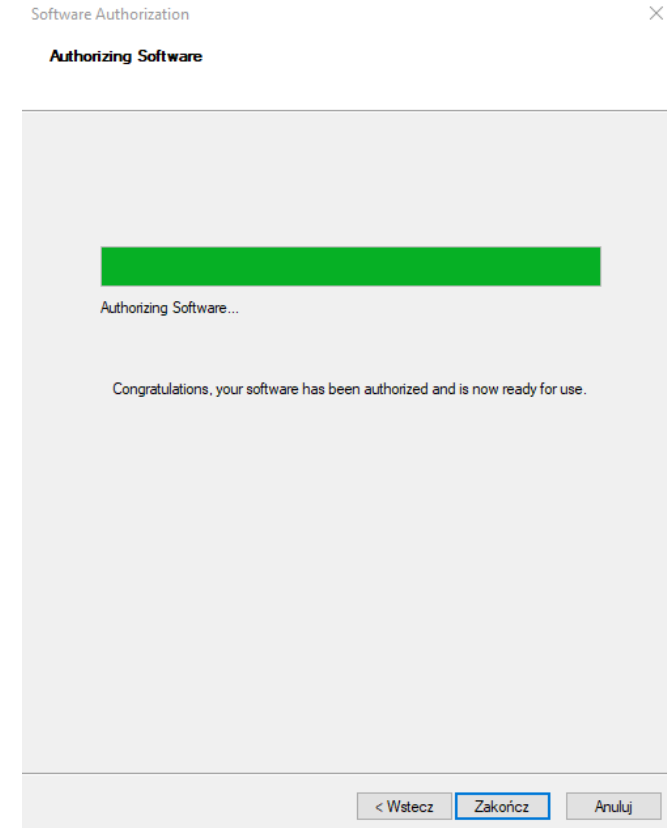 Software Authorization
Authorizing Software
Authorizing Software...
Congratulations, your software has been authorized and is now ready for use.
< Wstecz
Zakończ
Anuluj